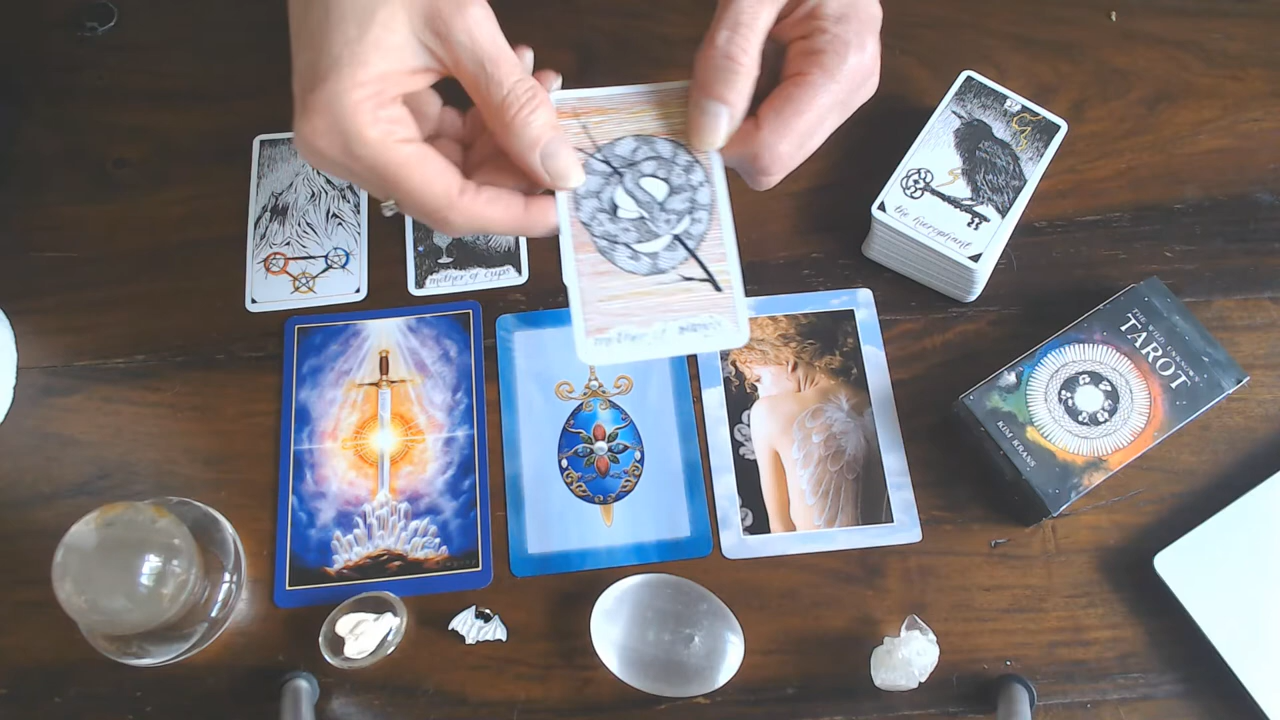 mother of cups
the hierophant
THE WILD UNKNOWN
TAROT
KIM KRANS